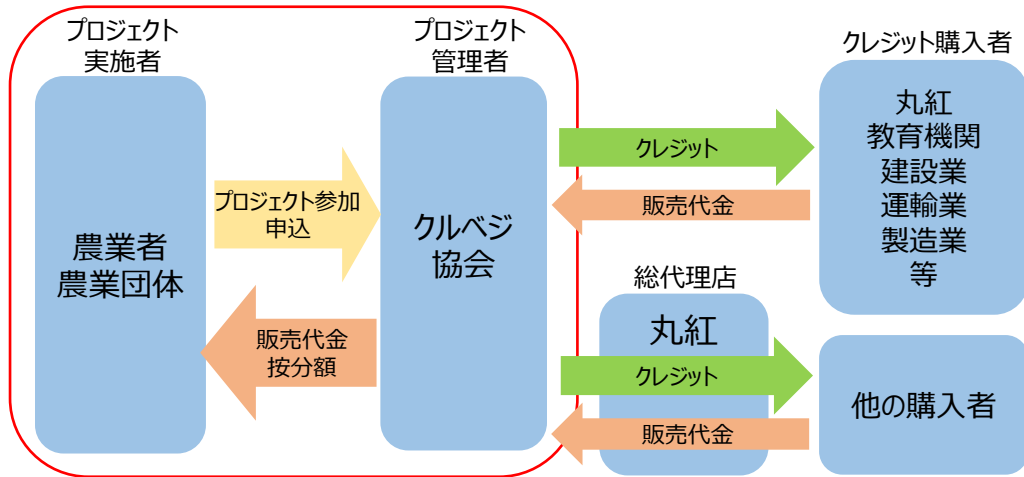 プロジェクト
実施者
農業者
農業団体
プロジェクト参加
申込
販売代金
按分額
プロジェクト
管理者
クルベジ
協会
クレジット
販売代金
クレジット購入者
丸紅
教育機関
建設業
運輸業
製造業
等
総代理店
丸紅
クレジット
販売代金
他の購入者